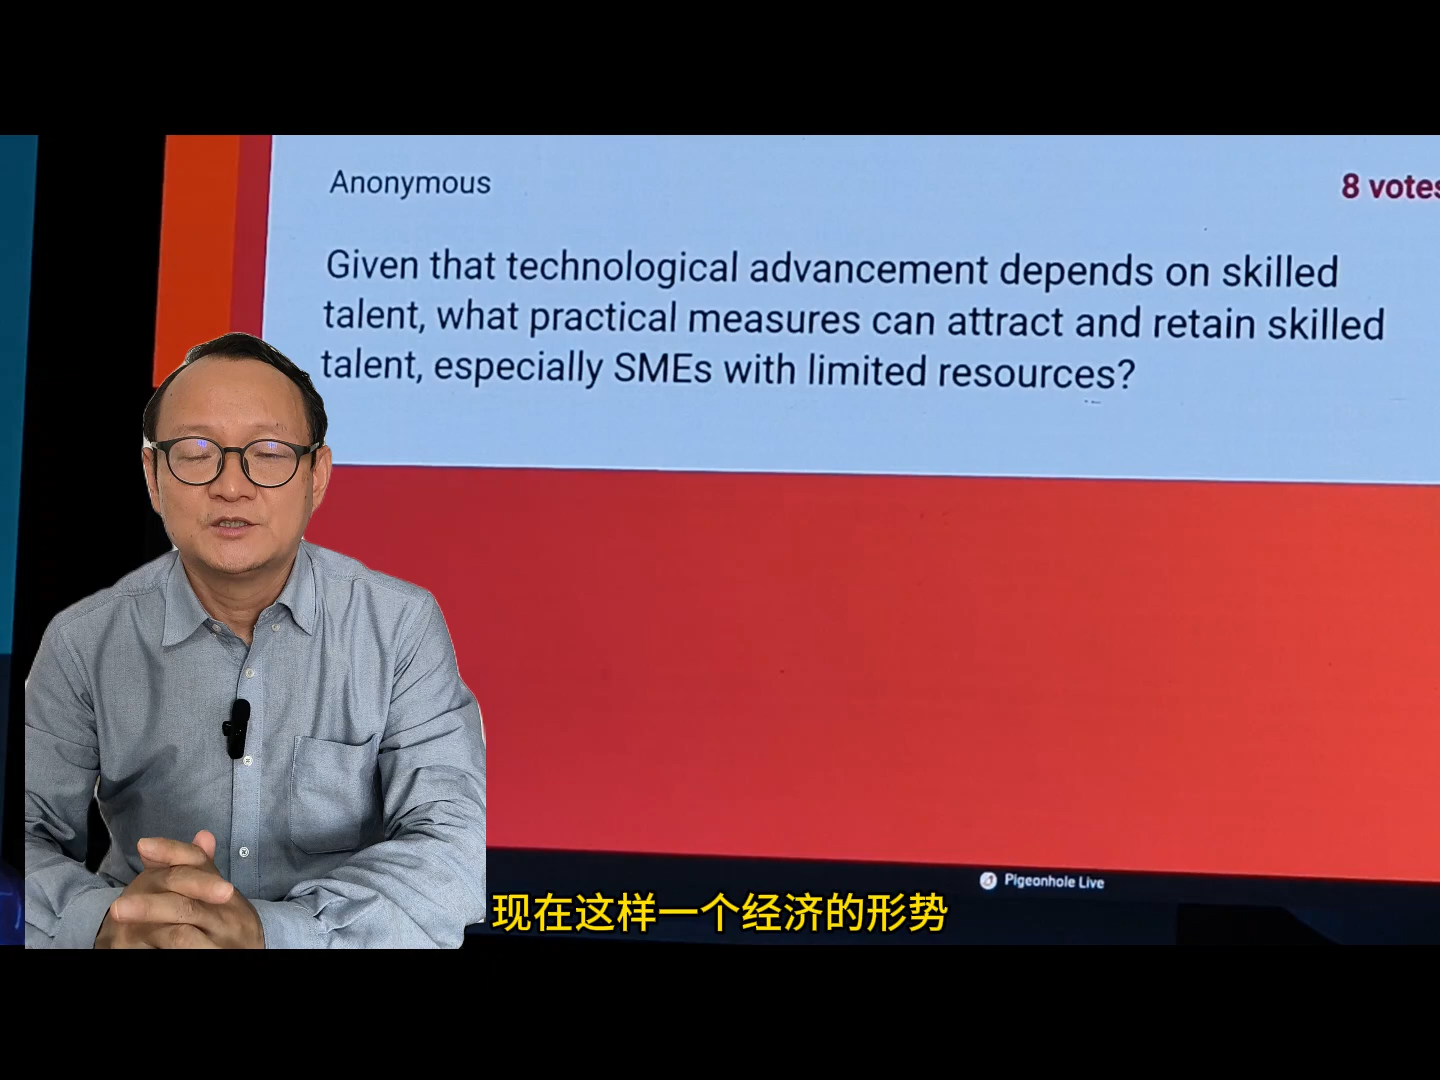 Anonymous
8 votes
Given that technological advancement depends on skilled
talent, what practical measures can attract and retain skilled
talent, especially SMEs with limited resources?
Pigeonhole Live
现在这样一个经济的形势